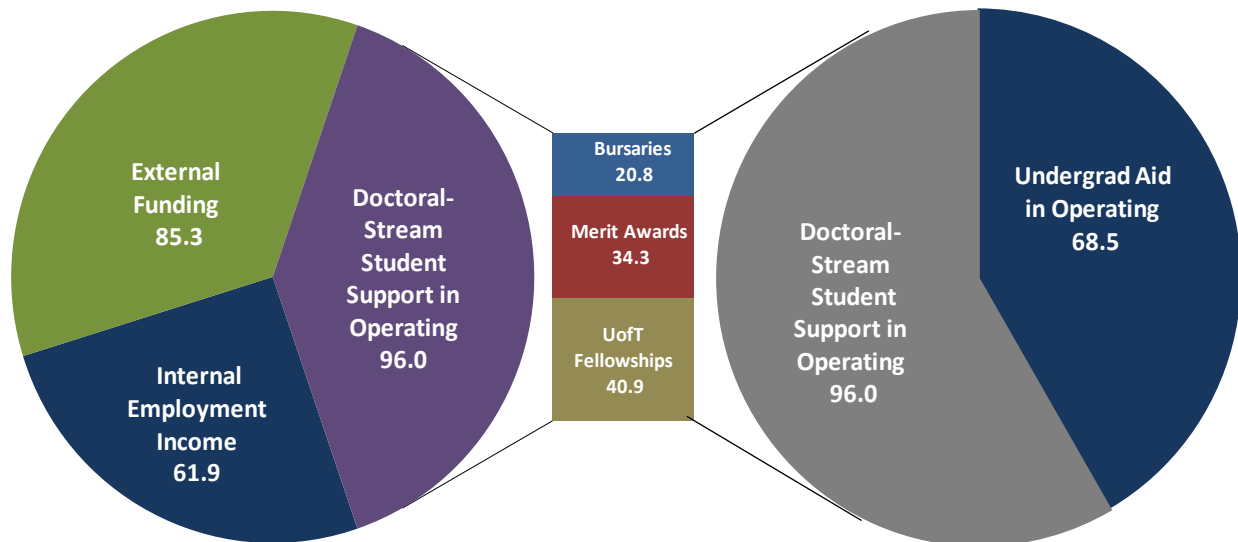 External
Funding
85.3
Internal
Employment
Income
61.9
Doctoral-
Stream
Student
Support in
Operating
96.0
Bursaries
20.8
Merit Awards
34.3
UofT
Fellowships
40.9
Doctoral-
Stream
Student
Support in
Operating
96.0
Undergrad Aid
in Operating
68.5